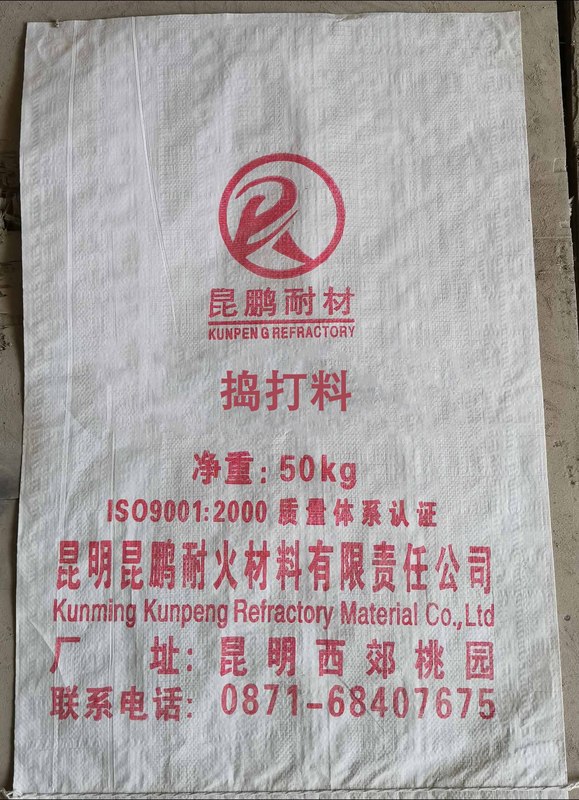 昆鹏耐材
KUNPENG REFRACTORY
捣打料
净重: 50kg
ISO9001:2000 质量体系认证
昆明昆鹏耐火材料有限责任公司
Kunming Kunpeng Refractory Material Co.,Ltd
厂 址: 昆明西郊桃园
联系电话: 0871-68407675